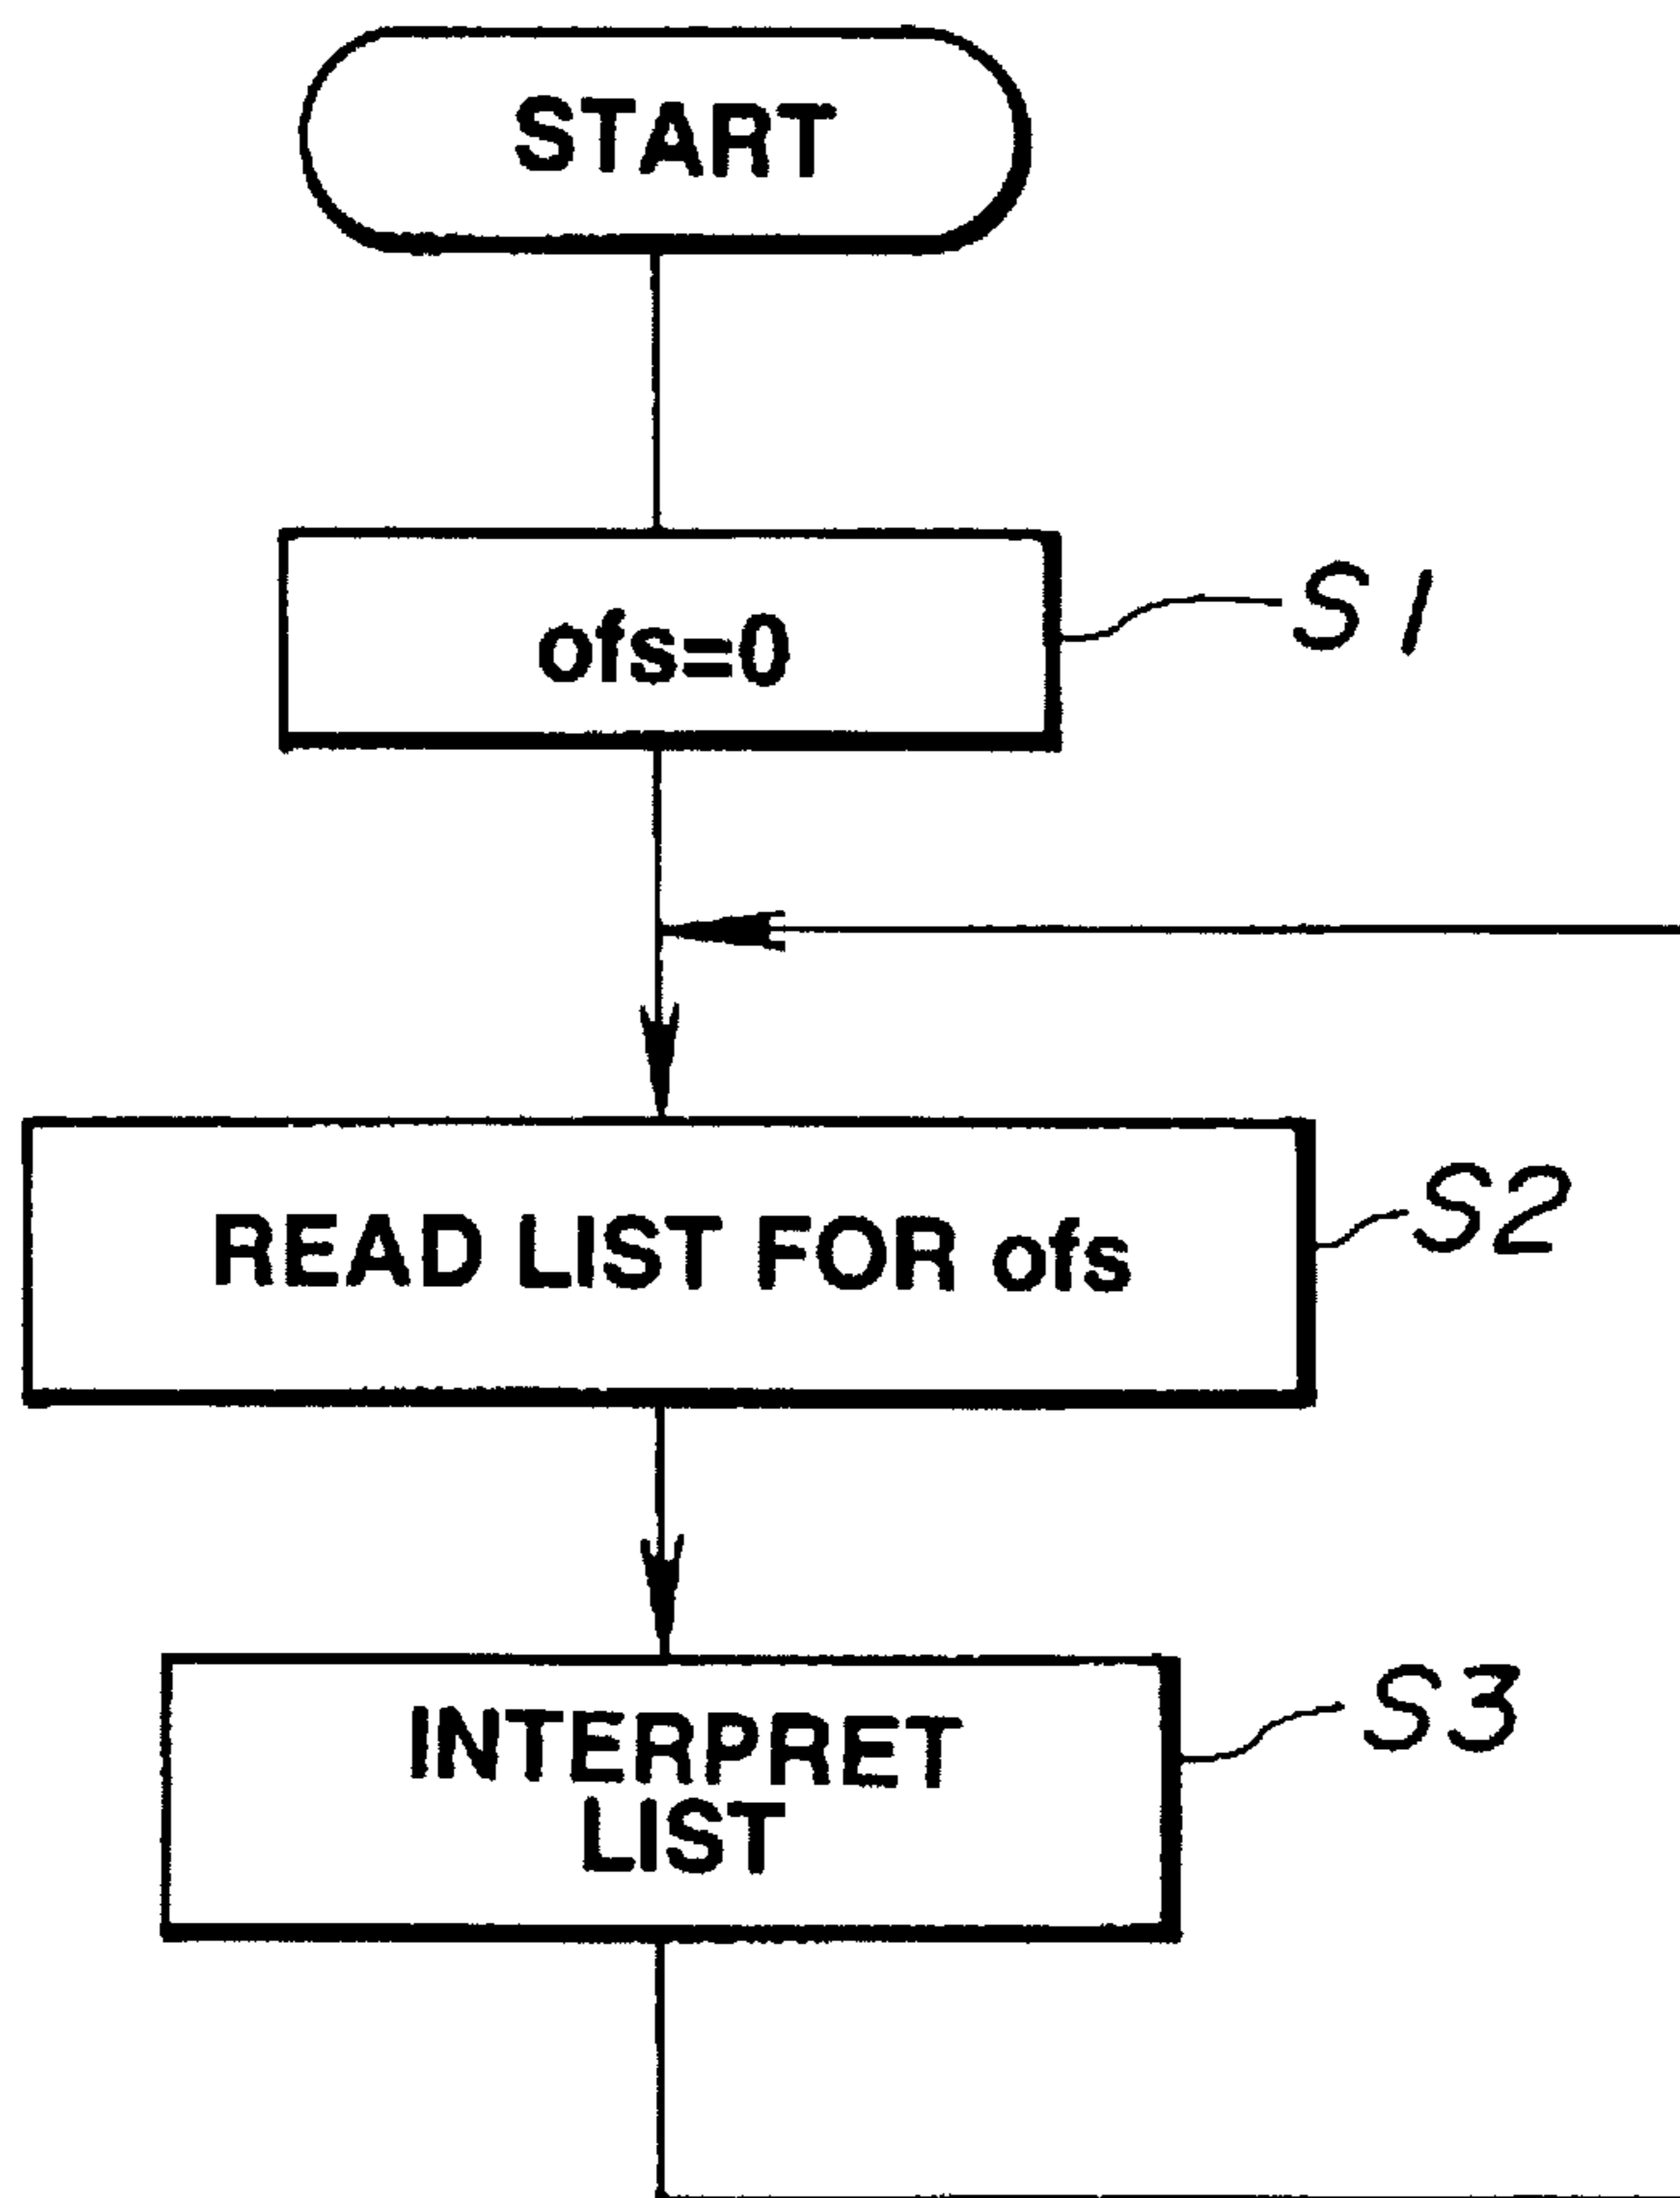 START
ofs=0
S1
READ LIST FOR ofs
S2
INTERPRET
LIST
S3